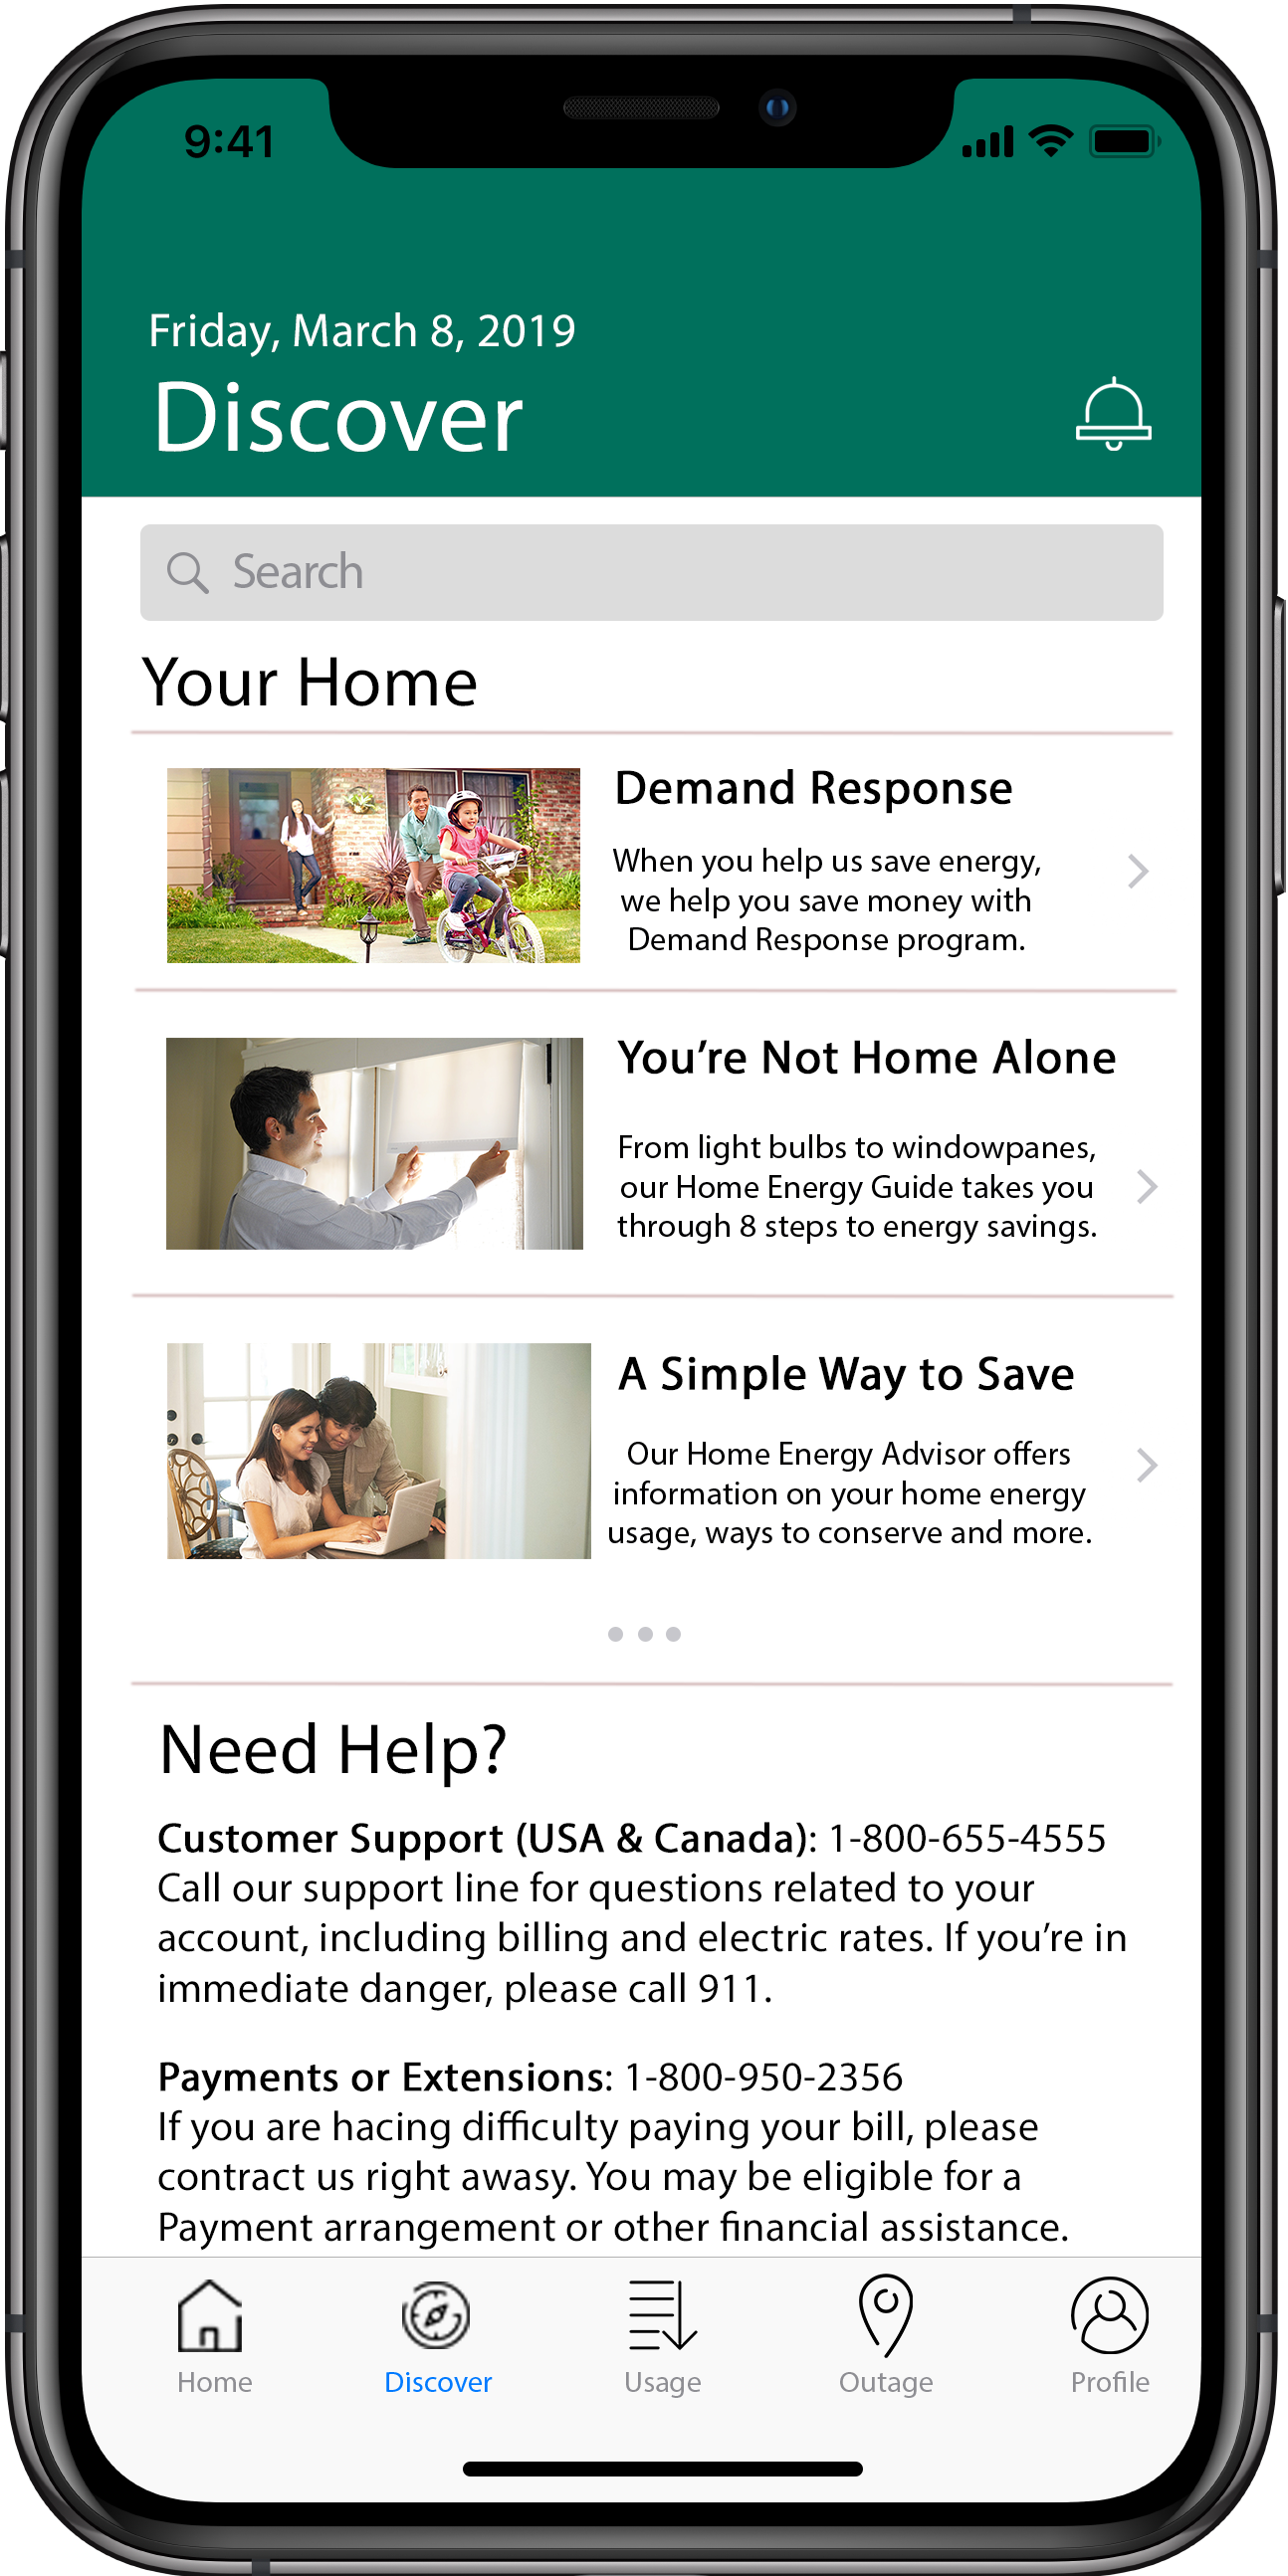 9:41
Friday, March 8, 2019
Discover
Search
Your Home
Demand Response
When you help us save energy,
we help you save money with
Demand Response program.
You’re Not Home Alone
From light bulbs to windowpanes,
our Home Energy Guide takes you
through 8 steps to energy savings.
A Simple Way to Save
Our Home Energy Advisor offers
information on your home energy
usage, ways to conserve and more.
Need Help?
Customer Support (USA & Canada): 1-800-655-4555
Call our support line for questions related to your
account, including billing and electric rates. If you’re in
immediate danger, please call 911.
Payments or Extensions: 1-800-950-2356
If you are hacing difficulty paying your bill, please
contract us right awasy. You may be eligible for a
Payment arrangement or other financial assistance.
Home
Discover
Usage
Outage
Profile